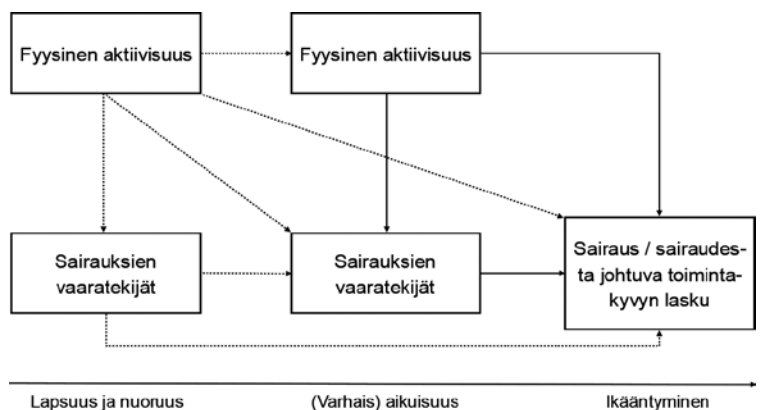 Fyysinen aktiivisuus
Fyysinen aktiivisuus
Sairauksien
vaaratekijät
Sairauksien
vaaratekijät
Sairaus / sairaudes-
ta johtuva toiminta-
kyvyn lasku
Lapsuus ja nuoruus
(Varhais) aikuisuus
Ikääntyminen